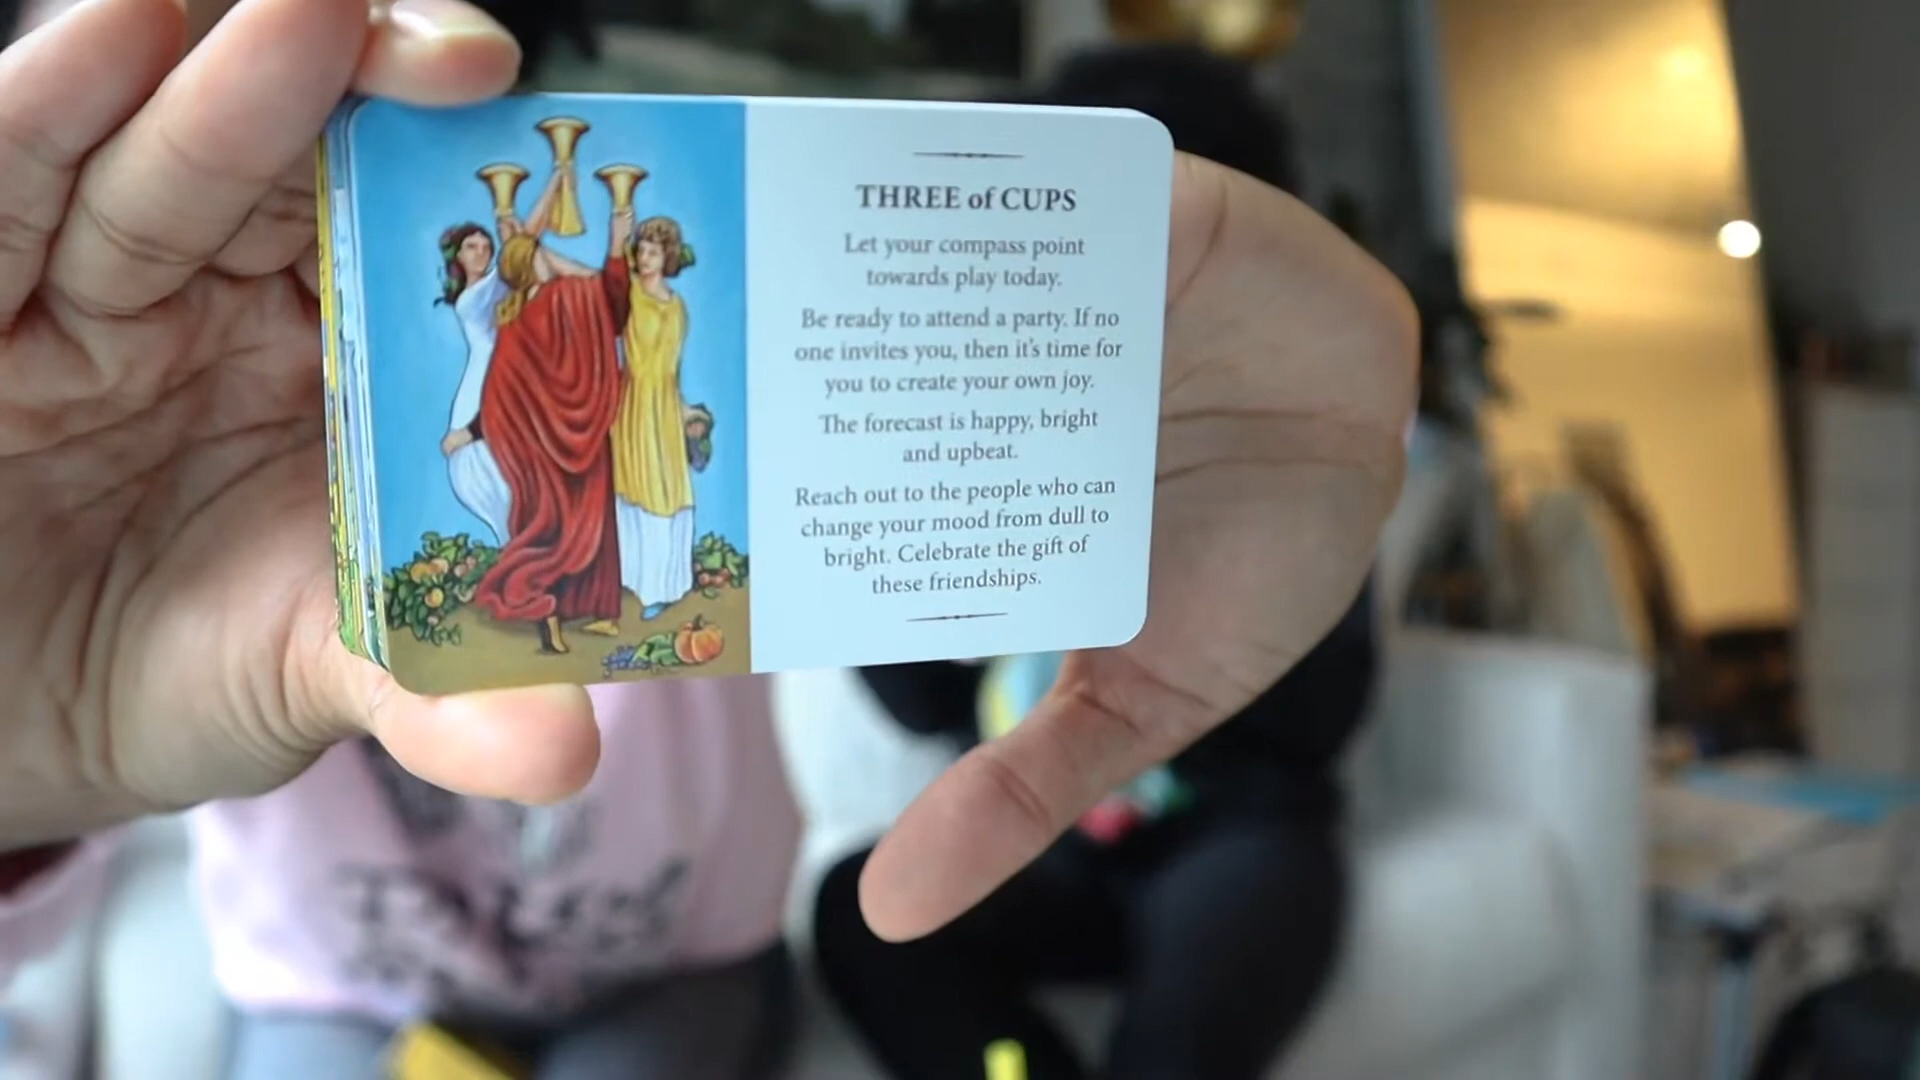 THREE of CUPS
Let your compass point
towards play today.
Be ready to attend a party. If no
one invites you, then it's time for
you to create your own joy.
The forecast is happy, bright
and upbeat.
Reach out to the people who can
change your mood from dull to
bright. Celebrate the gift of
these friendships.